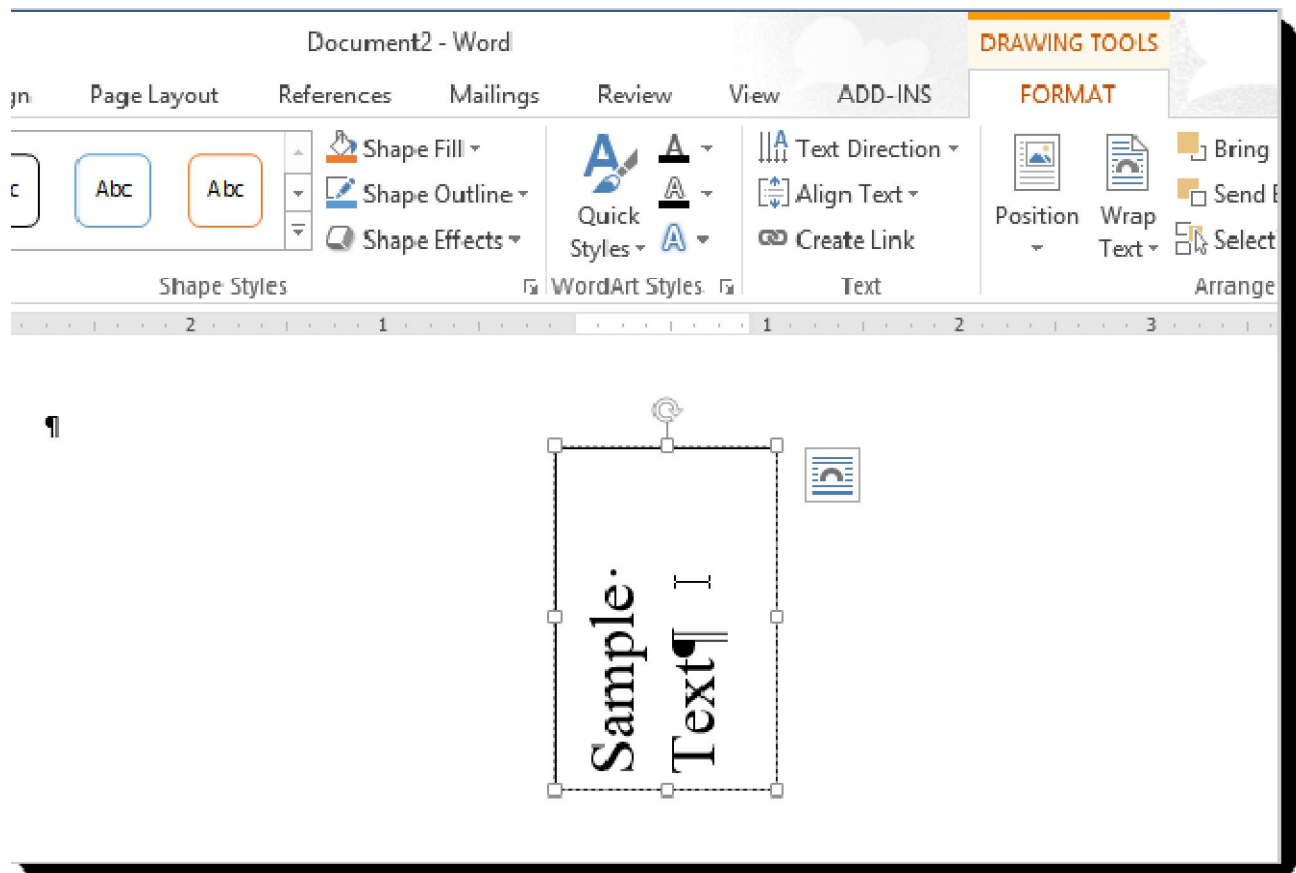 Document2 - Word
DRAWING TOOLS
gn Page Layout References Mailings Review View ADD-INS FORMAT
c Abc Abc
Shape Fill
Shape Outline
Shape Effects
Shape Styles
Quick
Styles
WordArt Styles
Text Direction
Align Text
Create Link
Text
Position
Wrap
Text
Bring
Send
Select
Arrange
2 1 1 2 3
¶
Sample·
Text¶